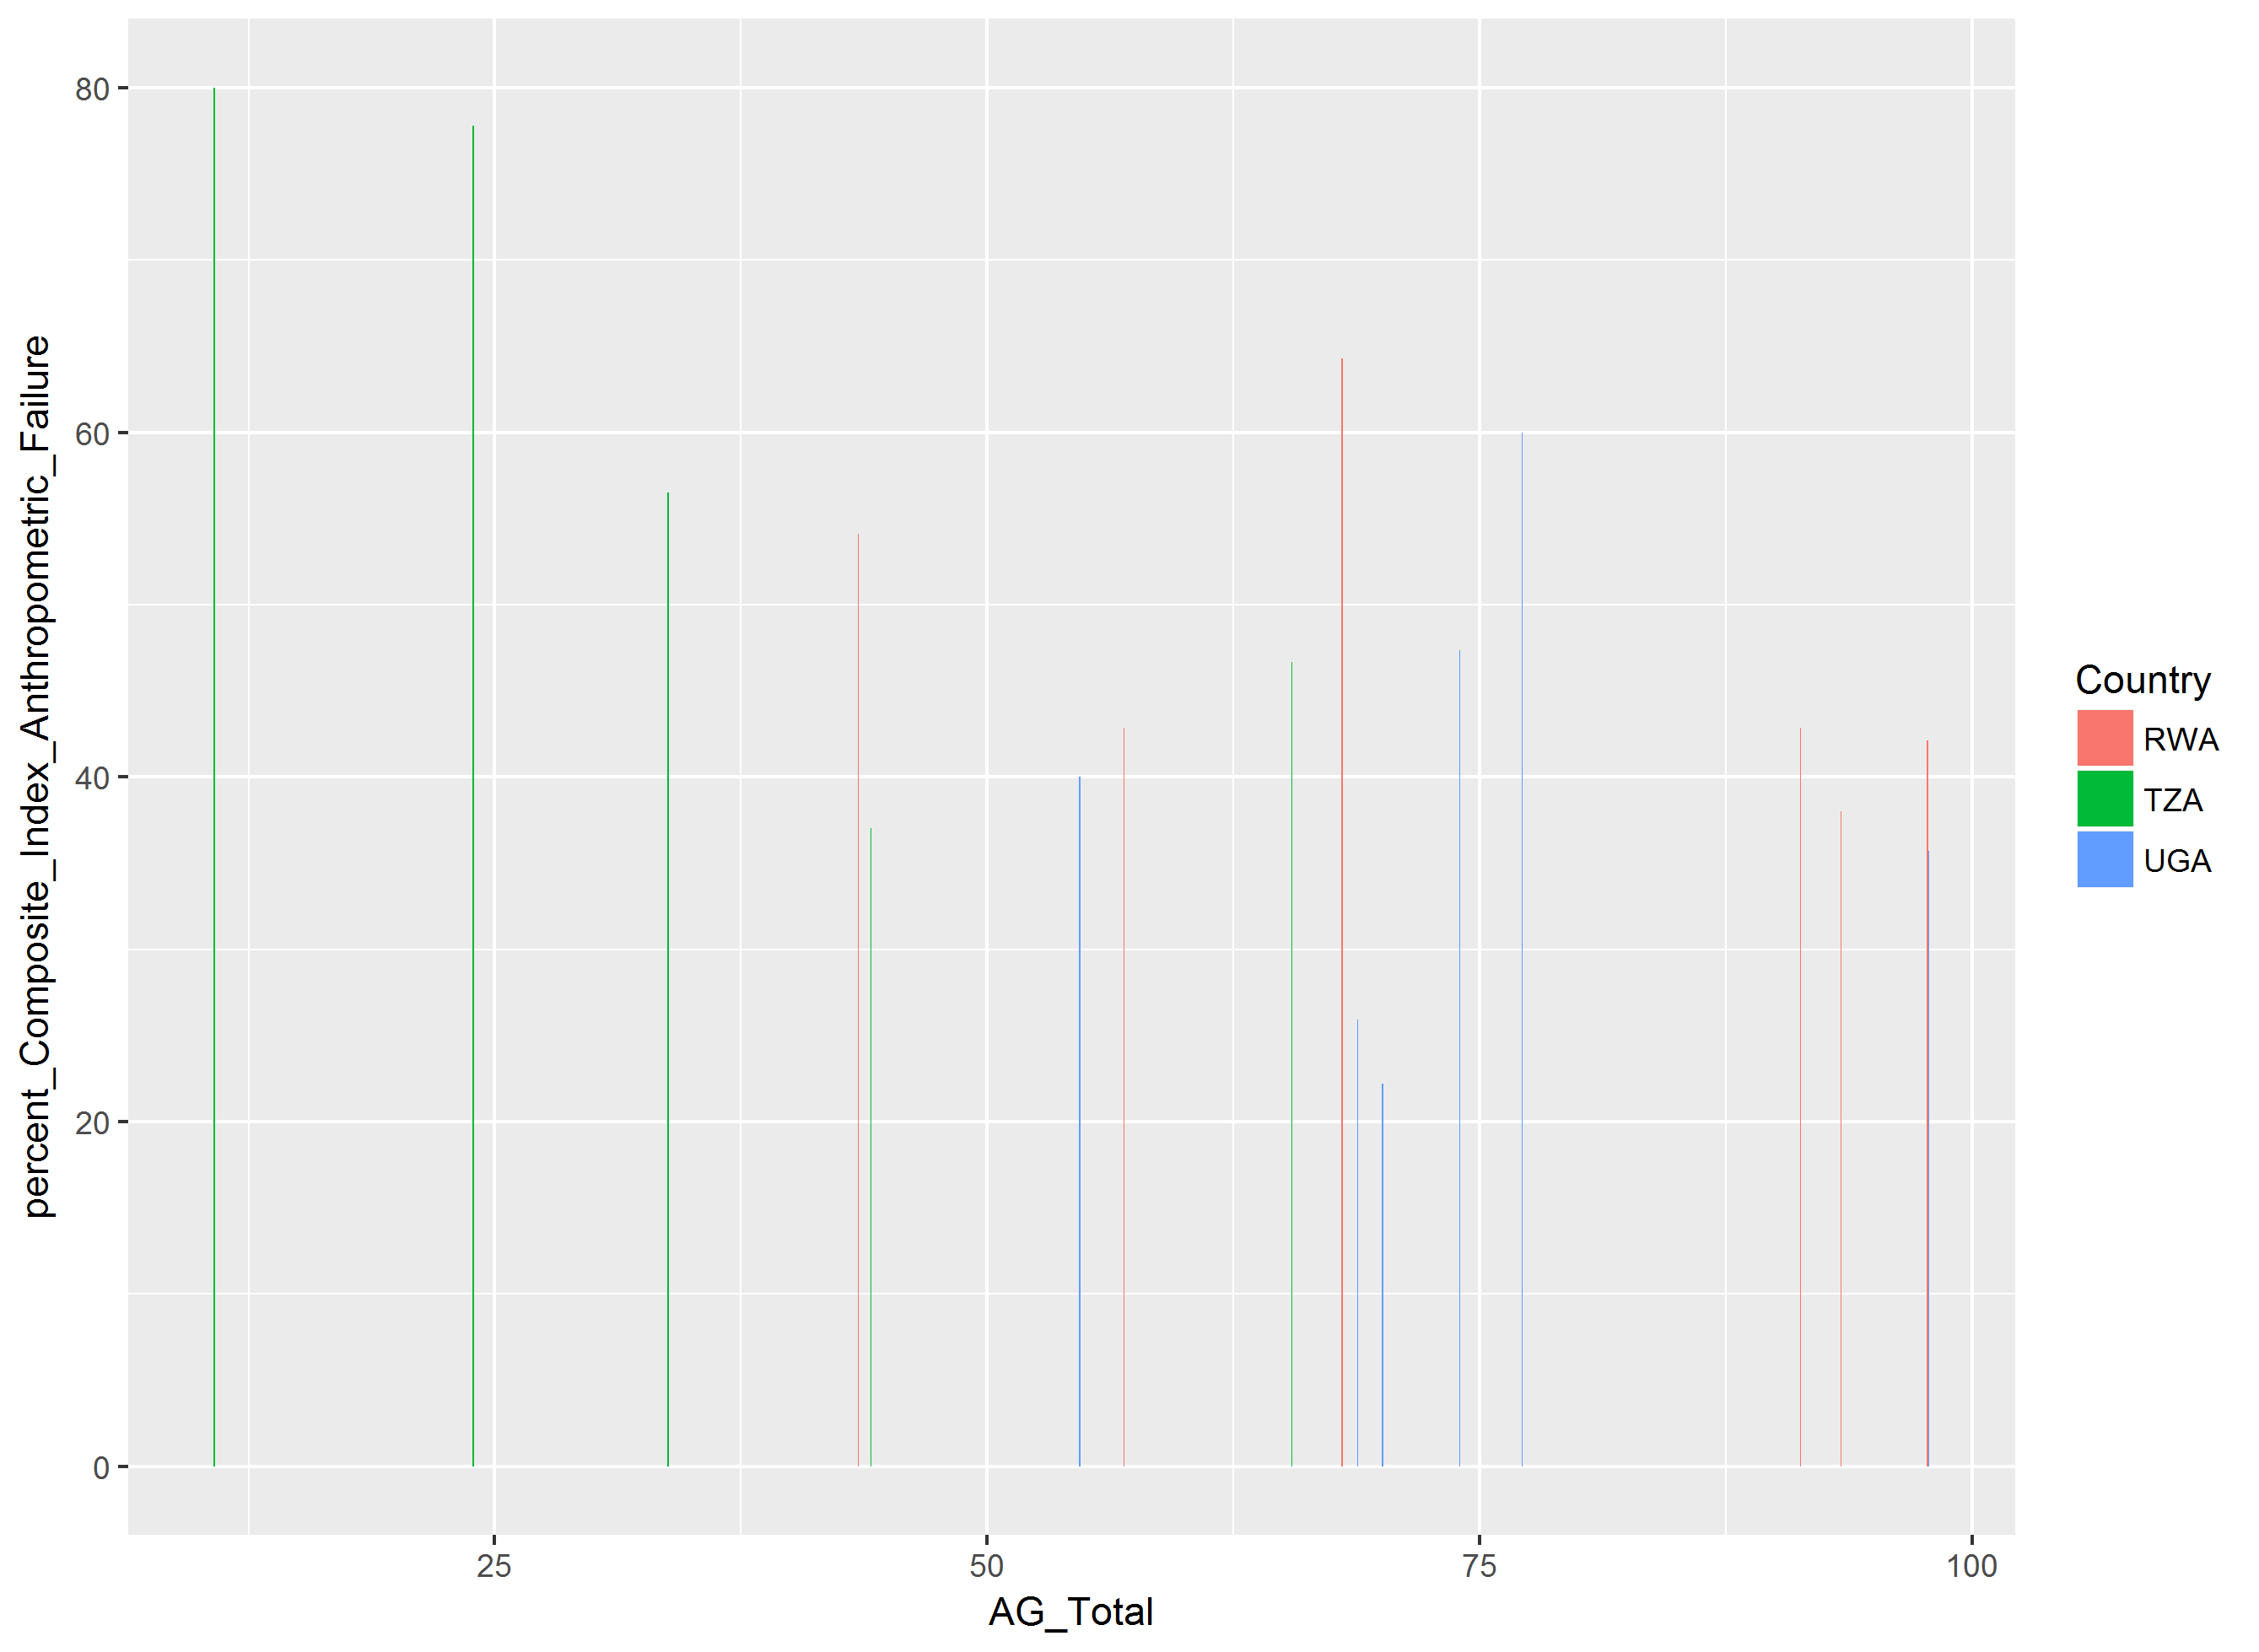 percent_Composite_Index_Anthropometric_Failure
80
60
40
20
0
25 50 75 100
AG_Total
Country
RWA
TZA
UGA